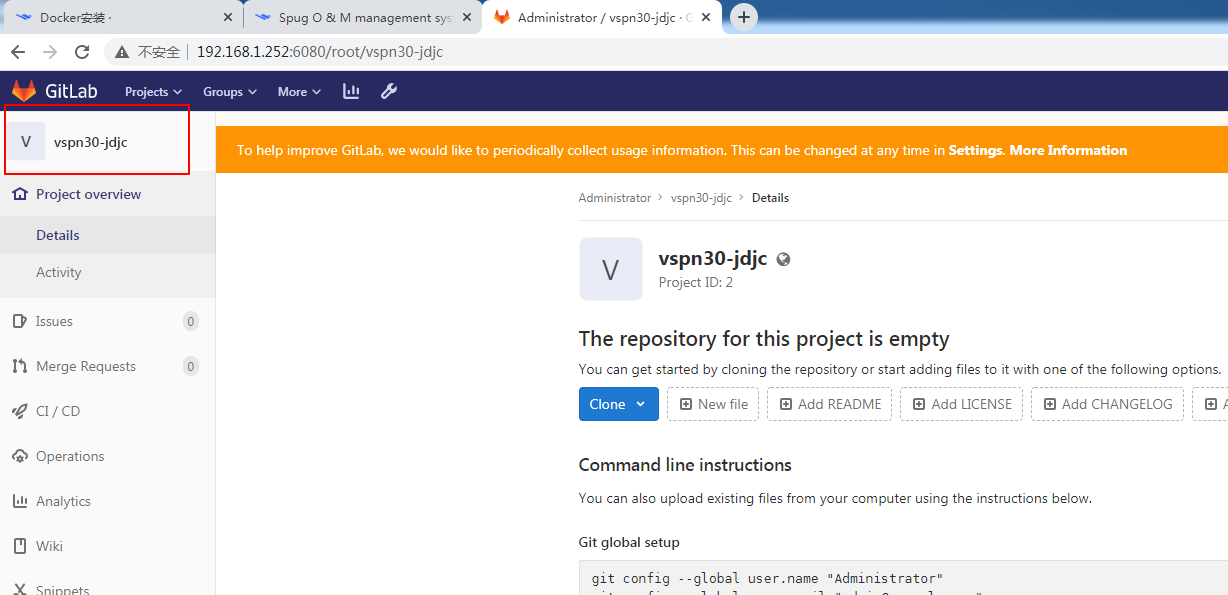 Docker安装 ·
Spug O & M management sys
Administrator / vspn30-jdjc · G
不安全
192.168.1.252:6080/root/vspn30-jdjc
GitLab
Projects
Groups
More
V
vspn30-jdjc
To help improve GitLab, we would like to periodically collect usage information. This can be changed at any time in Settings. More Information
Project overview
Details
Activity
Issues
0
Merge Requests
0
CI / CD
Operations
Analytics
Wiki
Snippets
Administrator > vspn30-jdjc > Details
V
vspn30-jdjc
Project ID: 2
The repository for this project is empty
You can get started by cloning the repository or start adding files to it with one of the following options.
Clone
New file
Add README
Add LICENSE
Add CHANGELOG
Command line instructions
You can also upload existing files from your computer using the instructions below.
Git global setup
git config --global user.name "Administrator"